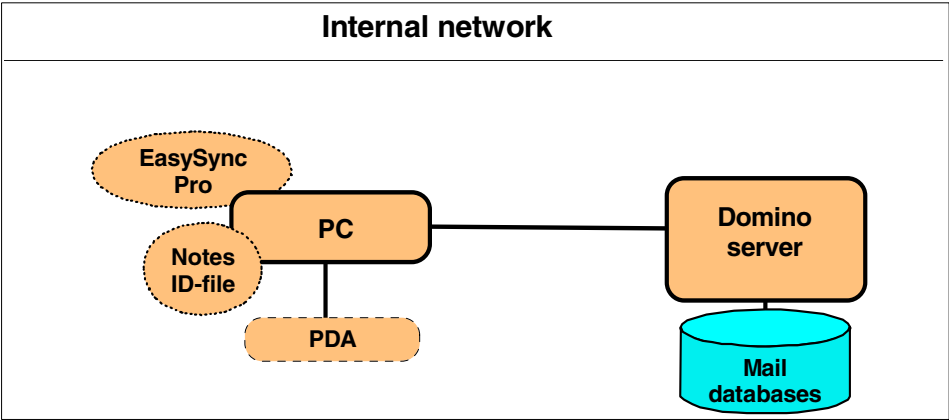 Internal network
EasySync
Pro
PC
Notes
ID-file
PDA
Domino
server
Mail
databases